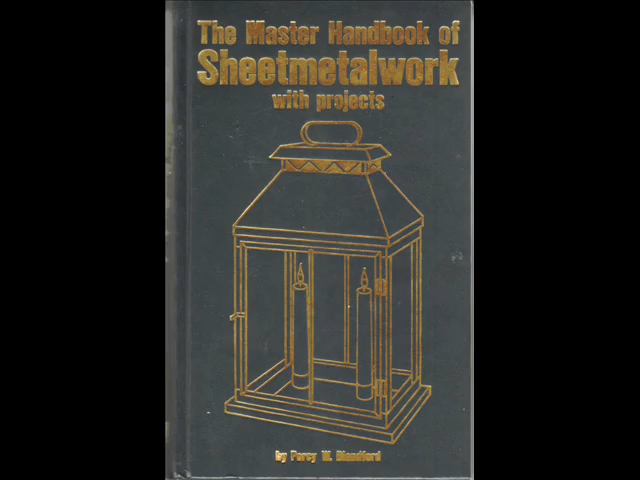 The Master Handbook of
Sheetmetalwork
with projects
by Percy W. Blandford